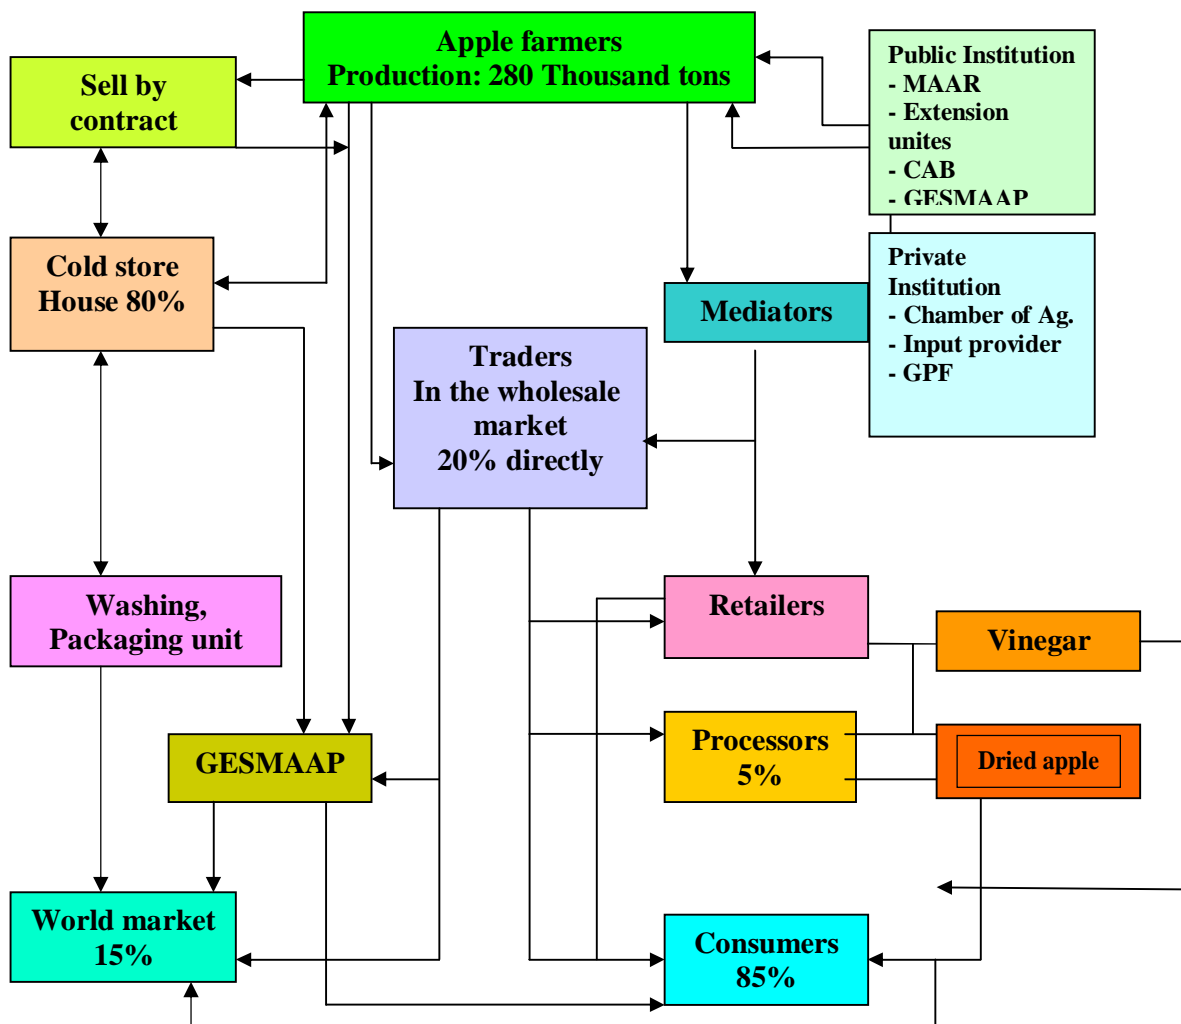 Apple farmers
Production: 280 Thousand tons
Public Institution
- MAAR
- Extension
unites
- CAB
- GESMAAP
Sell by
contract
Cold store
House 80%
Private
Institution
- Chamber of Ag.
- Input provider
- GPF
Mediators
Traders
In the wholesale
market
20% directly
Washing,
Packaging unit
Retailers
Vinegar
GESMAAP
Processors
5%
Dried apple
World market
15%
Consumers
85%